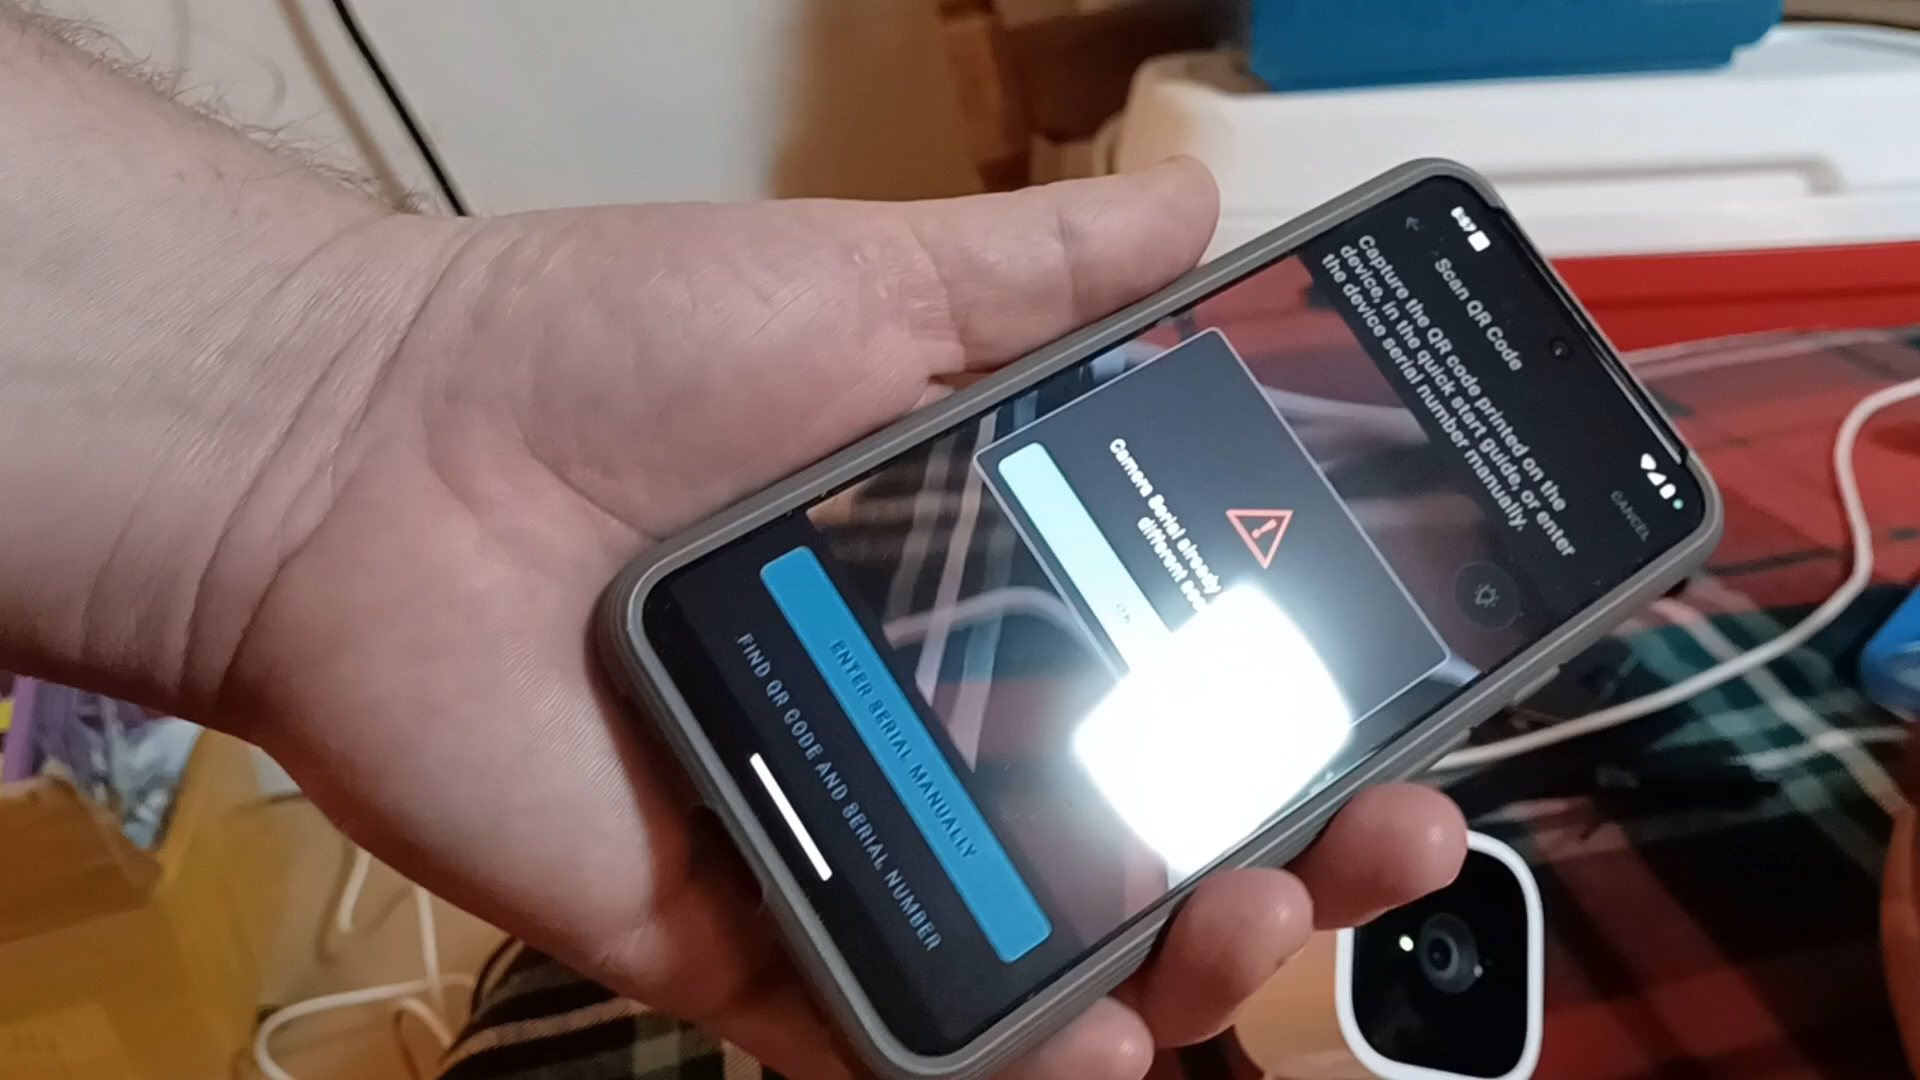 Scan QR Code
CANCEL
Capture the QR code printed on the
device, in the quick start guide, or enter
the device serial number manually.
Camera Serial already
different
ENTER SERIAL MANUALLY
FIND QR CODE AND SERIAL NUMBER